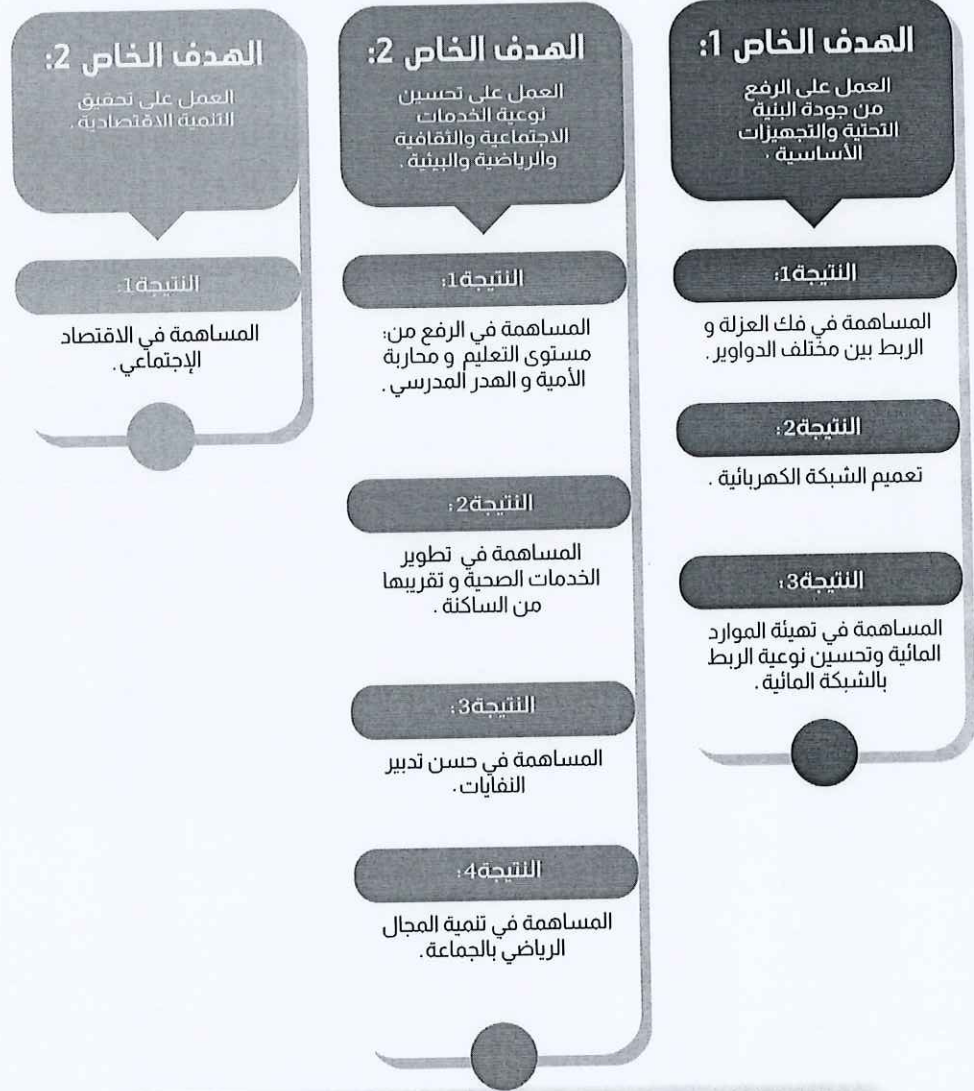 الهدف الخاص 1:
العمل على الرفع
من جودة البنية
التحتية والتجهيزات
الأساسية .
النتيجة1:
المساهمة في فك العزلة و
الربط بين مختلف الدواوير .
النتيجة2:
تعميم الشبكة الكهربائية .
النتيجة3:
المساهمة في تهيئة الموارد
المائية وتحسين نوعية الربط
بالشبكة المائية .
الهدف الخاص 2:
العمل على تحسين
نوعية الخدمات
الاجتماعية والثقافية
والرياضية والبيئية .
النتيجة1:
المساهمة في الرفع من:
مستوى التعليم و محاربة
الأمية و الهدر المدرسي .
النتيجة2:
المساهمة في تطوير
الخدمات الصحية و تقريبها
من الساكنة .
النتيجة3:
المساهمة في حسن تدبير
النفايات .
النتيجة4:
المساهمة في تنمية المجال
الرياضي بالجماعة .
الهدف الخاص 2:
العمل على تحقيق
التنمية الاقتصادية .
النتيجة1:
المساهمة في الاقتصاد
الإجتماعي .